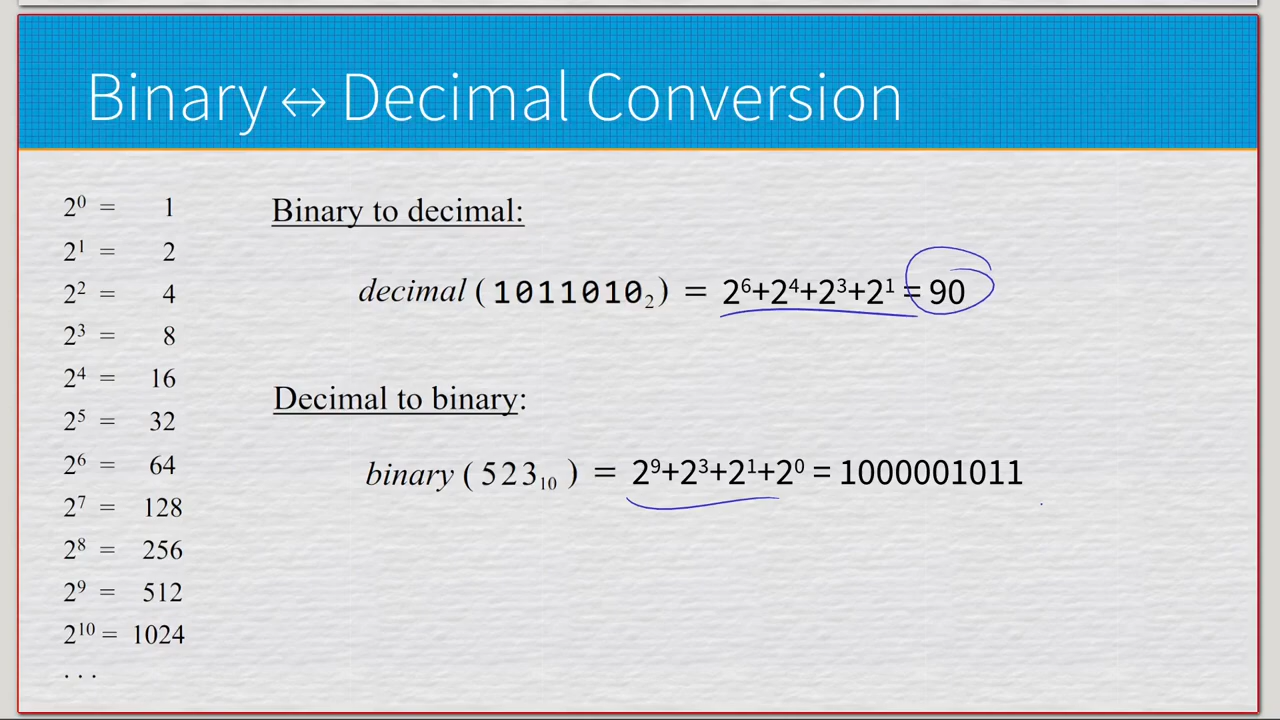 Binary ↔ Decimal Conversion
2⁰ = 1
2¹ = 2
2² = 4
2³ = 8
2⁴ = 16
2⁵ = 32
2⁶ = 64
2⁷ = 128
2⁸ = 256
2⁹ = 512
2¹⁰ = 1024
. . .
Binary to decimal:
decimal ( 1011010₂ ) = 2⁶+2⁴+2³+2¹ = 90
Decimal to binary:
binary ( 523₁₀ ) = 2⁹+2³+2¹+2⁰ = 1000001011